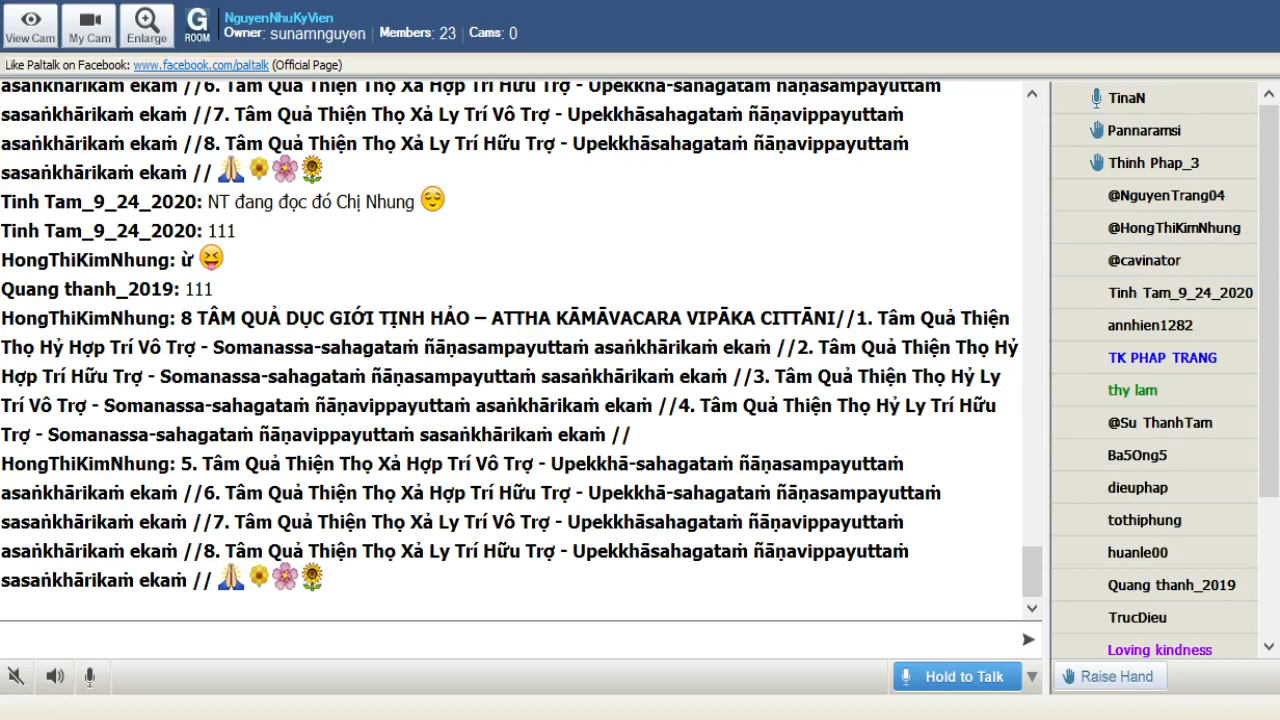 View Cam
My Cam
Enlarge
G
ROOM
NguyenNhuKyVien
Owner: sunamnguyen | Members: 23 | Cams: 0
Like Paltalk on Facebook: www.facebook.com/paltalk (Official Page)
asaṅkhārikaṁ ekaṁ //6. Tâm Quả Thiện Thọ Xả Hợp Trí Hữu Trợ - Upekkhā-sahagataṁ ñāṇasampayuttaṁ
sasaṅkhārikaṁ ekaṁ //7. Tâm Quả Thiện Thọ Xả Ly Trí Vô Trợ - Upekkhāsahagataṁ ñāṇavippayuttaṁ
asaṅkhārikaṁ ekaṁ //8. Tâm Quả Thiện Thọ Xả Ly Trí Hữu Trợ - Upekkhāsahagataṁ ñāṇavippayuttaṁ
sasaṅkhārikaṁ ekaṁ // 🙏🌼🌸🌻
Tinh Tam_9_24_2020: NT đang đọc đó Chị Nhung 😌
Tinh Tam_9_24_2020: 111
HongThiKimNhung: ừ 😝
Quang thanh_2019: 111
HongThiKimNhung: 8 TÂM QUẢ DỤC GIỚI TỊNH HẢO – ATTHA KĀMĀVACARA VIPĀKA CITTĀNI//1. Tâm Quả Thiện
Thọ Hỷ Hợp Trí Vô Trợ - Somanassa-sahagataṁ ñāṇasampayuttaṁ asaṅkhārikaṁ ekaṁ //2. Tâm Quả Thiện Thọ Hỷ
Hợp Trí Hữu Trợ - Somanassa-sahagataṁ ñāṇasampayuttaṁ sasaṅkhārikaṁ ekaṁ //3. Tâm Quả Thiện Thọ Hỷ Ly
Trí Vô Trợ - Somanassa-sahagataṁ ñāṇavippayuttaṁ asaṅkhārikaṁ ekaṁ //4. Tâm Quả Thiện Thọ Hỷ Ly Trí Hữu
Trợ - Somanassa-sahagataṁ ñāṇavippayuttaṁ sasaṅkhārikaṁ ekaṁ //
HongThiKimNhung: 5. Tâm Quả Thiện Thọ Xả Hợp Trí Vô Trợ - Upekkhā-sahagataṁ ñāṇasampayuttaṁ
asaṅkhārikaṁ ekaṁ //6. Tâm Quả Thiện Thọ Xả Hợp Trí Hữu Trợ - Upekkhā-sahagataṁ ñāṇasampayuttaṁ
sasaṅkhārikaṁ ekaṁ //7. Tâm Quả Thiện Thọ Xả Ly Trí Vô Trợ - Upekkhāsahagataṁ ñāṇavippayuttaṁ
asaṅkhārikaṁ ekaṁ //8. Tâm Quả Thiện Thọ Xả Ly Trí Hữu Trợ - Upekkhāsahagataṁ ñāṇavippayuttaṁ
sasaṅkhārikaṁ ekaṁ // 🙏🌼🌸🌻
TinaN
Pannaramsi
Thinh Phap_3
@NguyenTrang04
@HongThiKimNhung
@cavinator
Tinh Tam_9_24_2020
annhien1282
TK PHAP TRANG
thy lam
@Su ThanhTam
Ba5Ong5
dieuphap
tothiphung
huanle00
Quang thanh_2019
TrucDieu
Loving kindness
Hold to Talk
Raise Hand